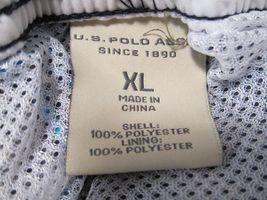 U.S. POLO ASS
SINCE 1890
XL
MADE IN
CHINA
SHELL:
100% POLYESTER
LINING:
100% POLYESTER